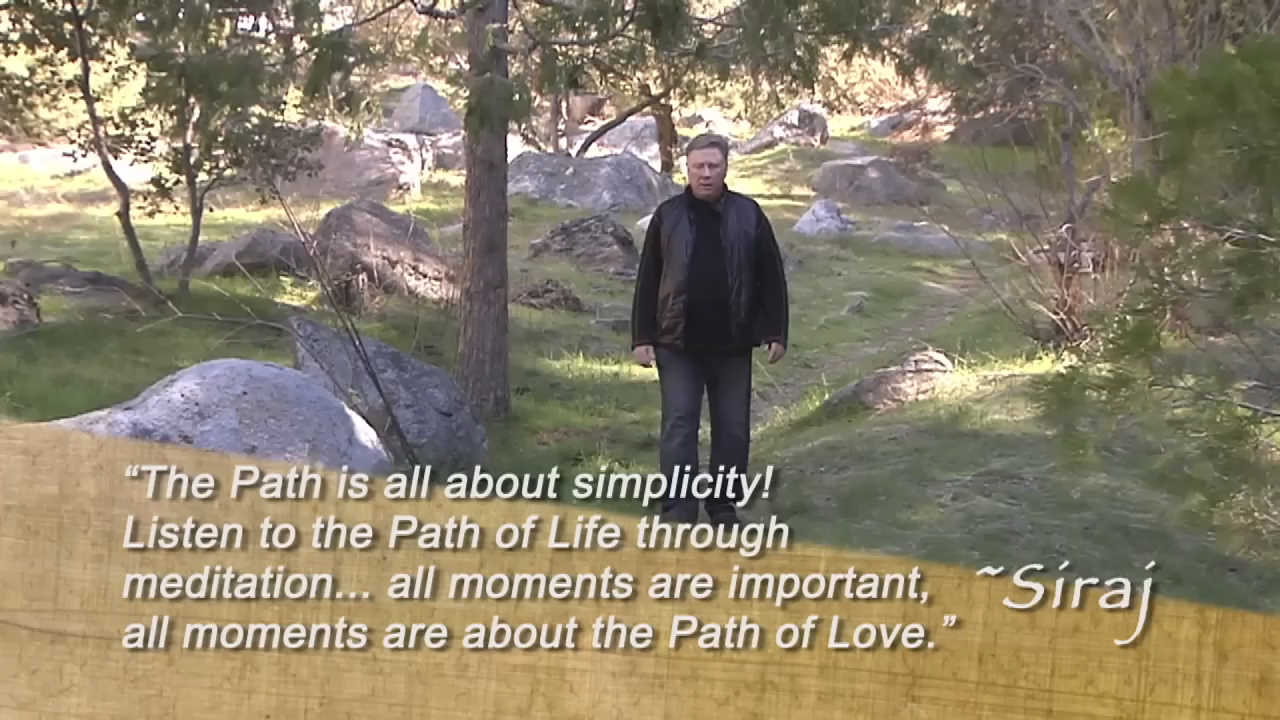 “The Path is all about simplicity!
Listen to the Path of Life through
meditation... all moments are important,
all moments are about the Path of Love.”
~Siraj